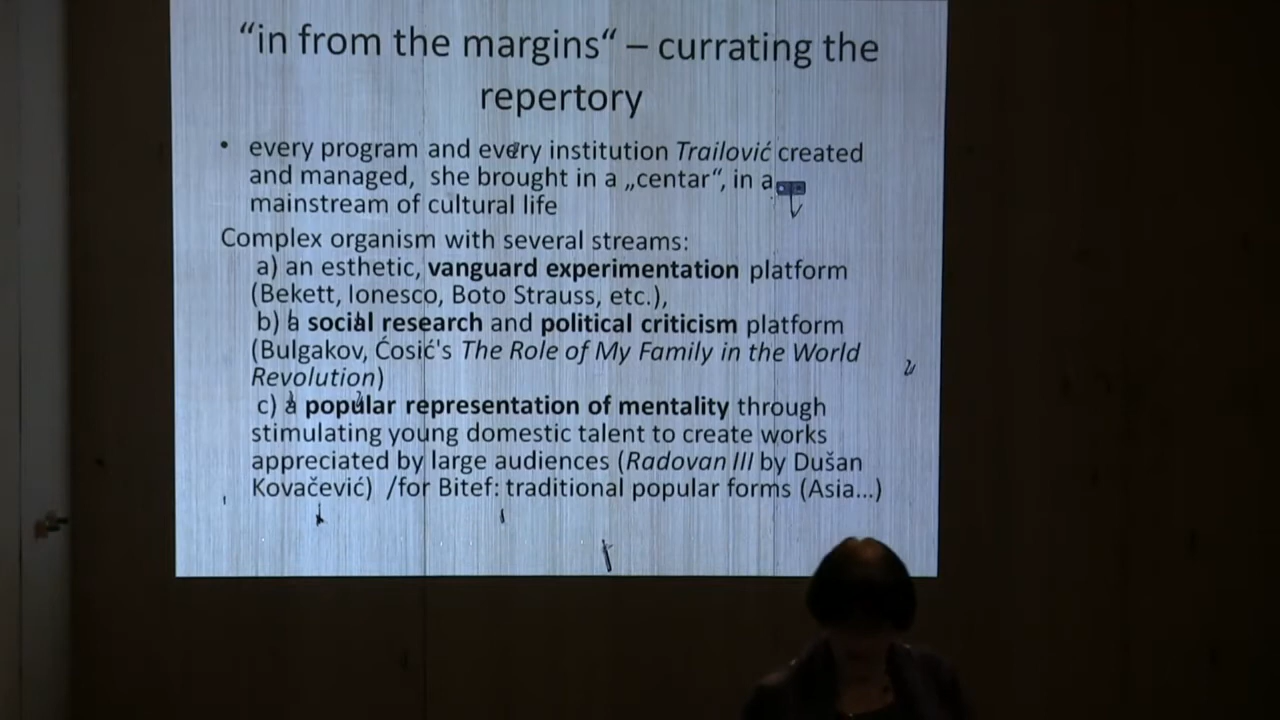 “in from the margins“ – currating the
repertory
• every program and every institution Trailović created
and managed, she brought in a „centar“, in a
mainstream of cultural life
Complex organism with several streams:
a) an esthetic, vanguard experimentation platform
(Bekett, Ionesco, Boto Strauss, etc.),
b) a social research and political criticism platform
(Bulgakov, Ćosić's The Role of My Family in the World
Revolution)
c) a popular representation of mentality through
stimulating young domestic talent to create works
appreciated by large audiences (Radovan III by Dušan
Kovačević) /for Bitef: traditional popular forms (Asia...)